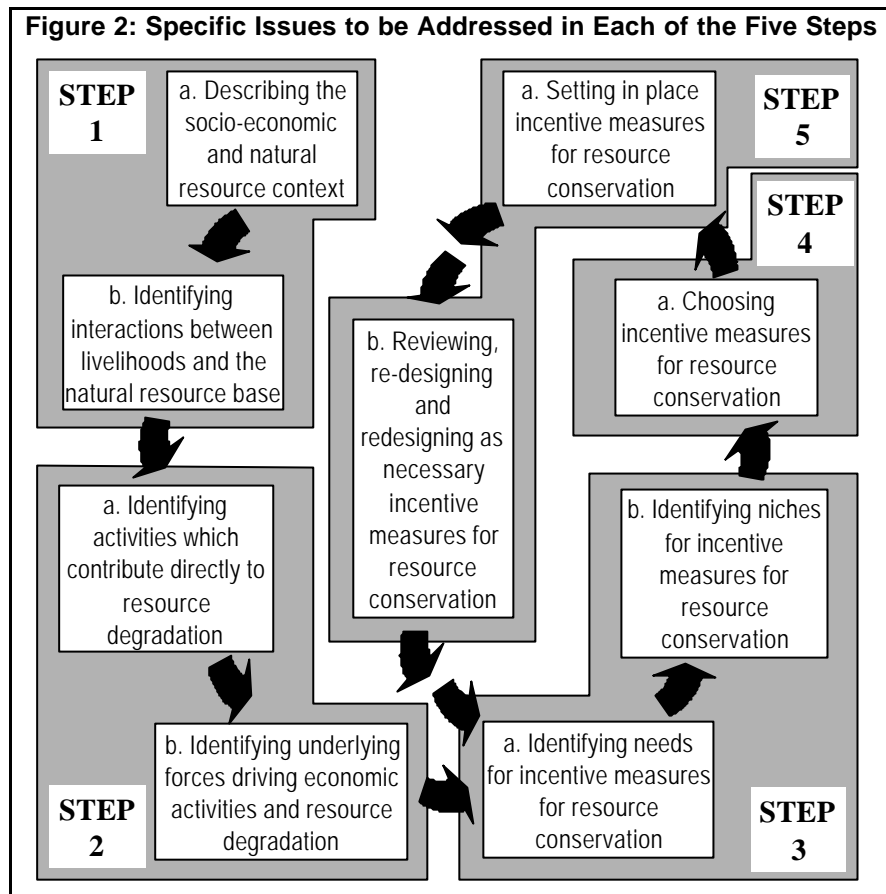 Figure 2: Specific Issues to be Addressed in Each of the Five Steps
STEP
1
a. Describing the
socio-economic
and natural
resource context
b. Identifying
interactions between
livelihoods and the
natural resource base
a. Identifying
activities which
contribute directly to
resource
degradation
b. Identifying underlying
forces driving economic
activities and resource
degradation
STEP
2
a. Identifying needs
for incentive measures
for resource
conservation
STEP
3
b. Identifying niches
for incentive
measures for
resource
conservation
STEP
4
a. Choosing
incentive measures
for resource
conservation
STEP
5
a. Setting in place
incentive measures
for resource
conservation
b. Reviewing,
re-designing
and
redesigning as
necessary
incentive
measures for
resource
conservation